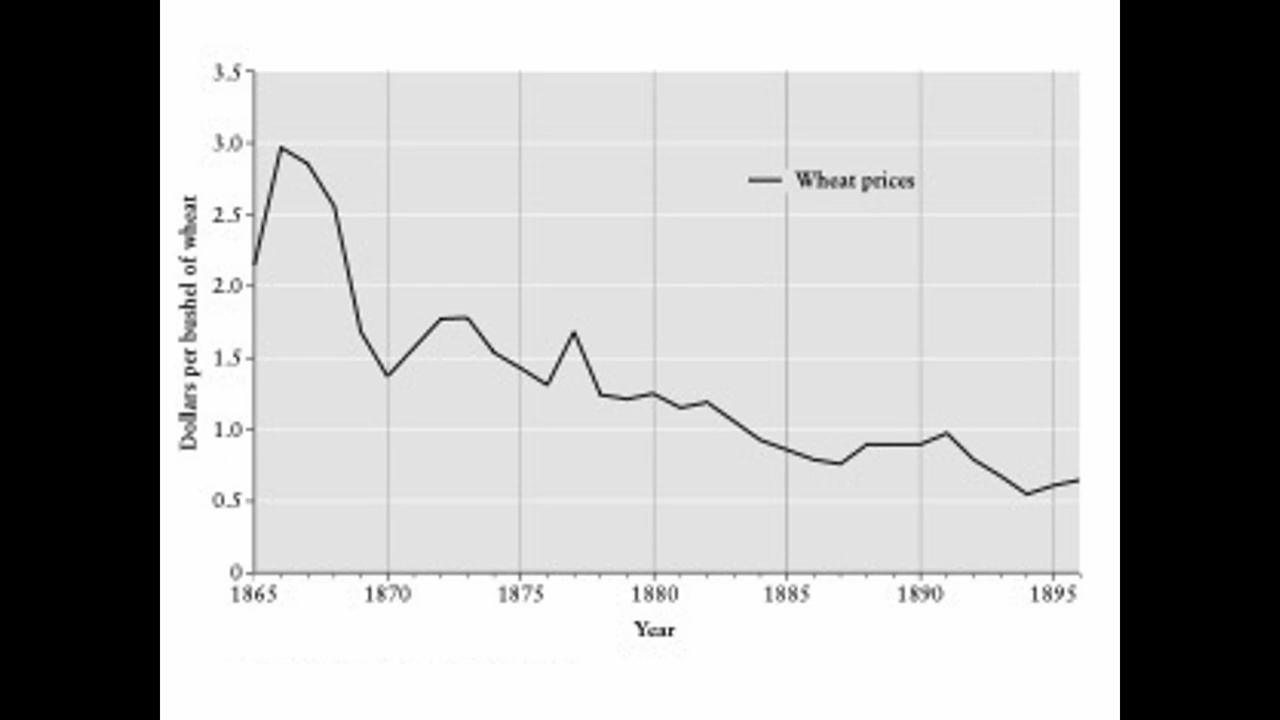 3.5
3.0
Wheat prices
2.5
2.0
1.5
1.0
0.5
0
Dollars per bushel of wheat
1865 1870 1875 1880 1885 1890 1895
Year